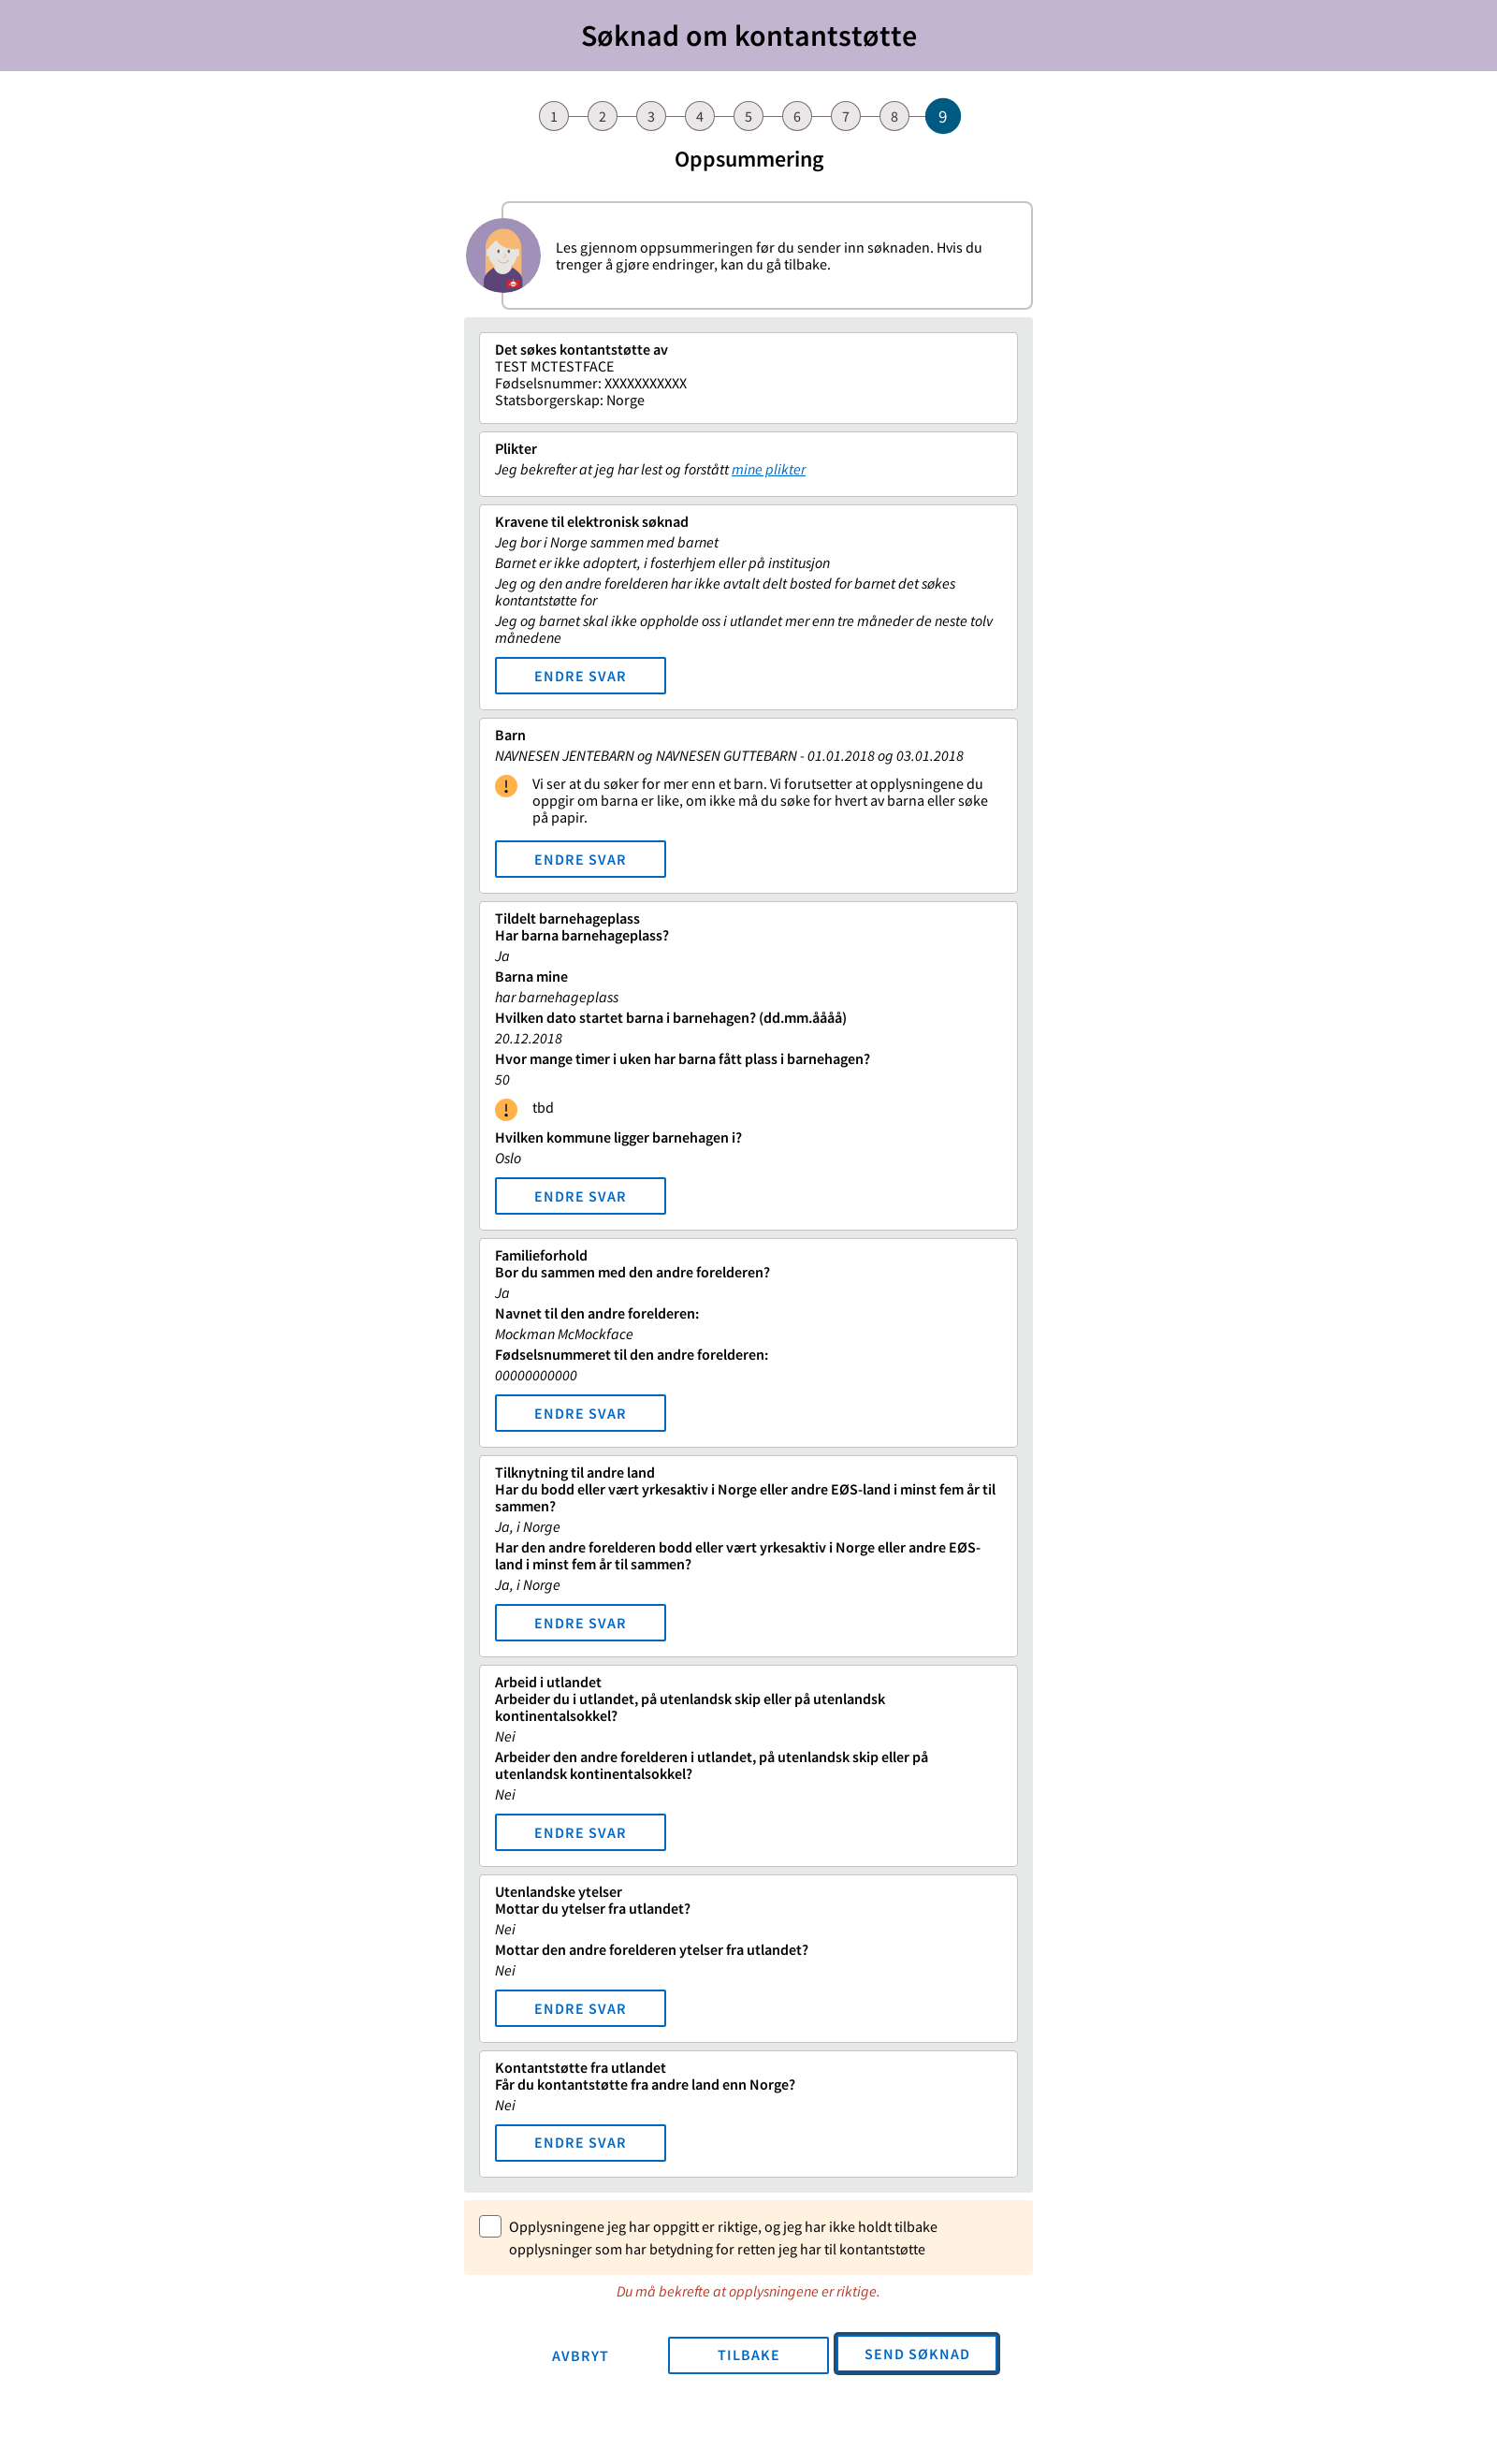 Søknad om kontantstøtte
1 2 3 4 5 6 7 8 9
Oppsummering
Les gjennom oppsummeringen før du sender inn søknaden. Hvis du
trenger å gjøre endringer, kan du gå tilbake.
Det søkes kontantstøtte av
TEST MCTESTFACE
Fødselsnummer: XXXXXXXXXXX
Statsborgerskap: Norge
Plikter
Jeg bekrefter at jeg har lest og forstått mine plikter
Kravene til elektronisk søknad
Jeg bor i Norge sammen med barnet
Barnet er ikke adoptert, i fosterhjem eller på institusjon
Jeg og den andre forelderen har ikke avtalt delt bosted for barnet det søkes
kontantstøtte for
Jeg og barnet skal ikke oppholde oss i utlandet mer enn tre måneder de neste tolv
månedene
ENDRE SVAR
Barn
NAVNESEN JENTEBARN og NAVNESEN GUTTEBARN - 01.01.2018 og 03.01.2018
! Vi ser at du søker for mer enn et barn. Vi forutsetter at opplysningene du
oppgir om barna er like, om ikke må du søke for hvert av barna eller søke
på papir.
ENDRE SVAR
Tildelt barnehageplass
Har barna barnehageplass?
Ja
Barna mine
har barnehageplass
Hvilken dato startet barna i barnehagen? (dd.mm.åååå)
20.12.2018
Hvor mange timer i uken har barna fått plass i barnehagen?
50
! tbd
Hvilken kommune ligger barnehagen i?
Oslo
ENDRE SVAR
Familieforhold
Bor du sammen med den andre forelderen?
Ja
Navnet til den andre forelderen:
Mockman McMockface
Fødselsnummeret til den andre forelderen:
00000000000
ENDRE SVAR
Tilknytning til andre land
Har du bodd eller vært yrkesaktiv i Norge eller andre EØS-land i minst fem år til
sammen?
Ja, i Norge
Har den andre forelderen bodd eller vært yrkesaktiv i Norge eller andre EØS-
land i minst fem år til sammen?
Ja, i Norge
ENDRE SVAR
Arbeid i utlandet
Arbeider du i utlandet, på utenlandsk skip eller på utenlandsk
kontinentalsokkel?
Nei
Arbeider den andre forelderen i utlandet, på utenlandsk skip eller på
utenlandsk kontinentalsokkel?
Nei
ENDRE SVAR
Utenlandske ytelser
Mottar du ytelser fra utlandet?
Nei
Mottar den andre forelderen ytelser fra utlandet?
Nei
ENDRE SVAR
Kontantstøtte fra utlandet
Får du kontantstøtte fra andre land enn Norge?
Nei
ENDRE SVAR
Opplysningene jeg har oppgitt er riktige, og jeg har ikke holdt tilbake
opplysninger som har betydning for retten jeg har til kontantstøtte
Du må bekrefte at opplysningene er riktige.
AVBRYT TILBAKE SEND SØKNAD